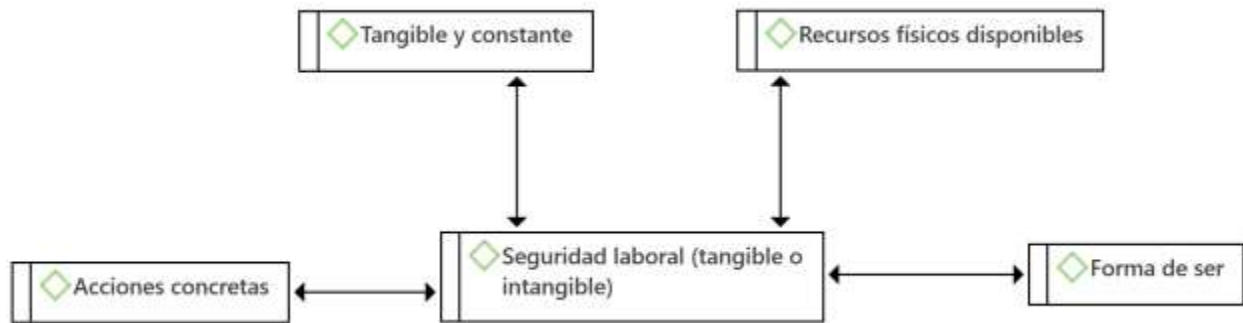 Tangible y constante
Recursos físicos disponibles
Seguridad laboral (tangible o
intangible)
Acciones concretas
Forma de ser